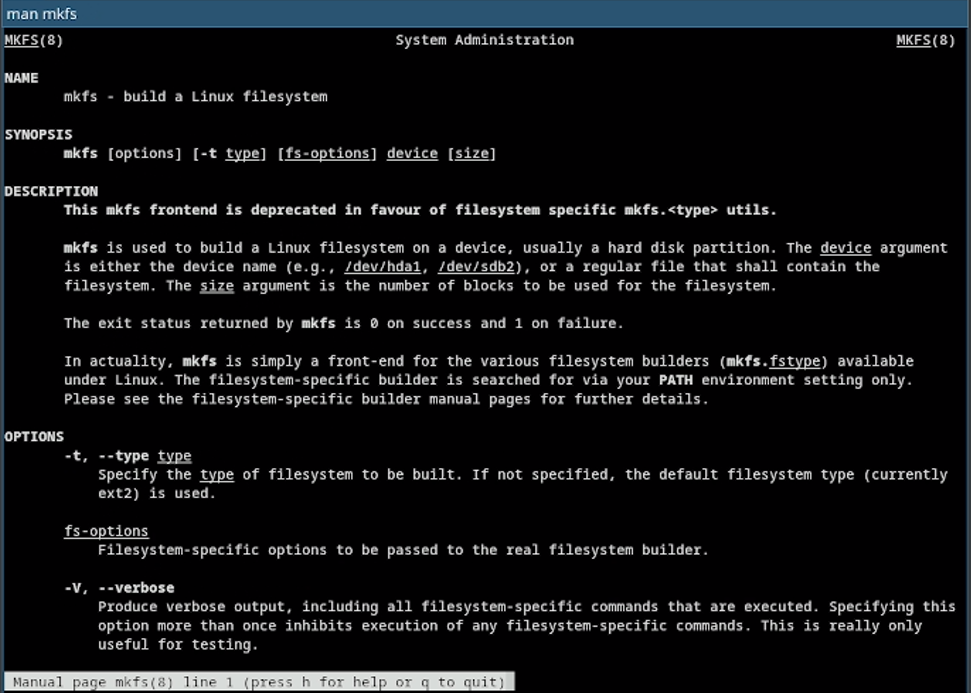 man mkfs
MKFS(8) System Administration MKFS(8)
NAME
mkfs - build a Linux filesystem
SYNOPSIS
mkfs [options] [-t type] [fs-options] device [size]
DESCRIPTION
This mkfs frontend is deprecated in favour of filesystem specific mkfs.<type> utils.
mkfs is used to build a Linux filesystem on a device, usually a hard disk partition. The device argument
is either the device name (e.g., /dev/hda1, /dev/sdb2), or a regular file that shall contain the
filesystem. The size argument is the number of blocks to be used for the filesystem.
The exit status returned by mkfs is 0 on success and 1 on failure.
In actuality, mkfs is simply a front-end for the various filesystem builders (mkfs.fstype) available
under Linux. The filesystem-specific builder is searched for via your PATH environment setting only.
Please see the filesystem-specific builder manual pages for further details.
OPTIONS
-t, --type type
Specify the type of filesystem to be built. If not specified, the default filesystem type (currently
ext2) is used.
fs-options
Filesystem-specific options to be passed to the real filesystem builder.
-V, --verbose
Produce verbose output, including all filesystem-specific commands that are executed. Specifying this
option more than once inhibits execution of any filesystem-specific commands. This is really only
useful for testing.
Manual page mkfs(8) line 1 (press h for help or q to quit)